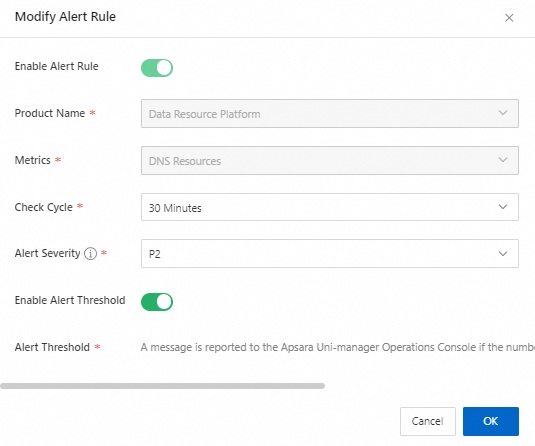 Modify Alert Rule
Enable Alert Rule
Product Name *
Data Resource Platform
Metrics *
DNS Resources
Check Cycle *
30 Minutes
Alert Severity *
P2
Enable Alert Threshold
Alert Threshold *
A message is reported to the Apsara Uni-manager Operations Console if the numbe
Cancel
OK